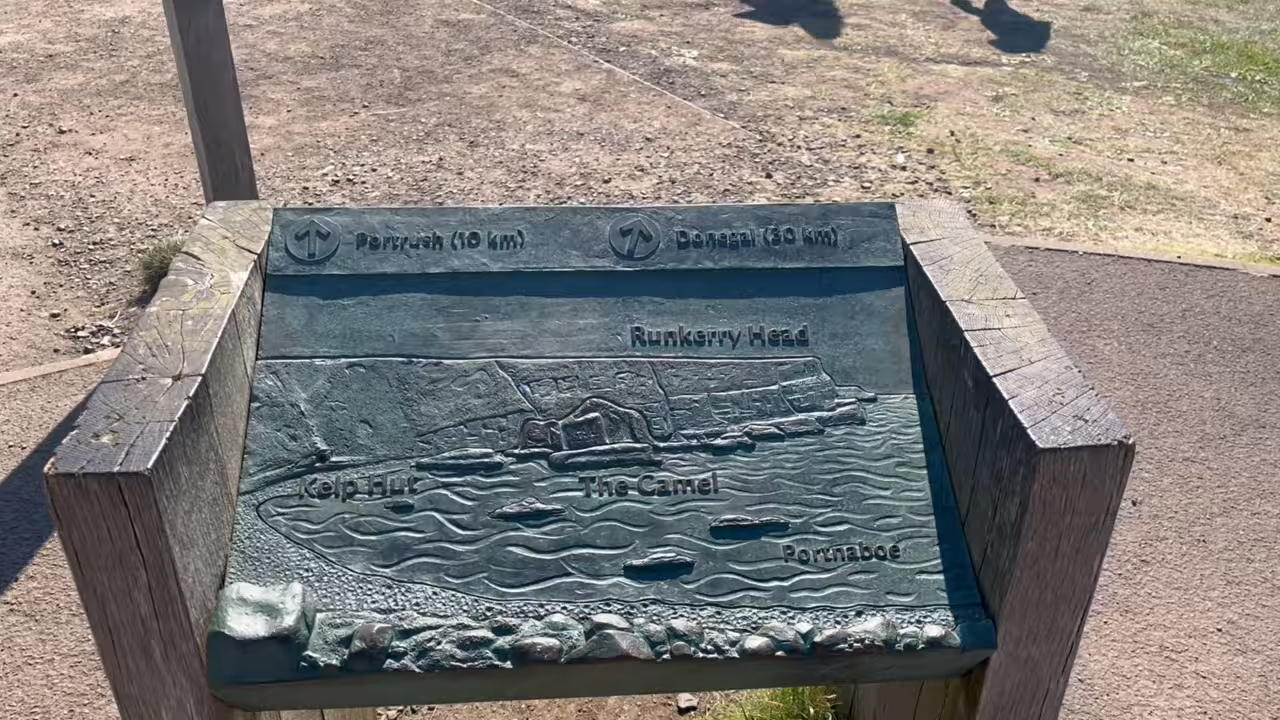 Portrush (10 km)
Donegal (30 km)
Runkerry Head
Kelp Hut
The Camel
Portnaboe